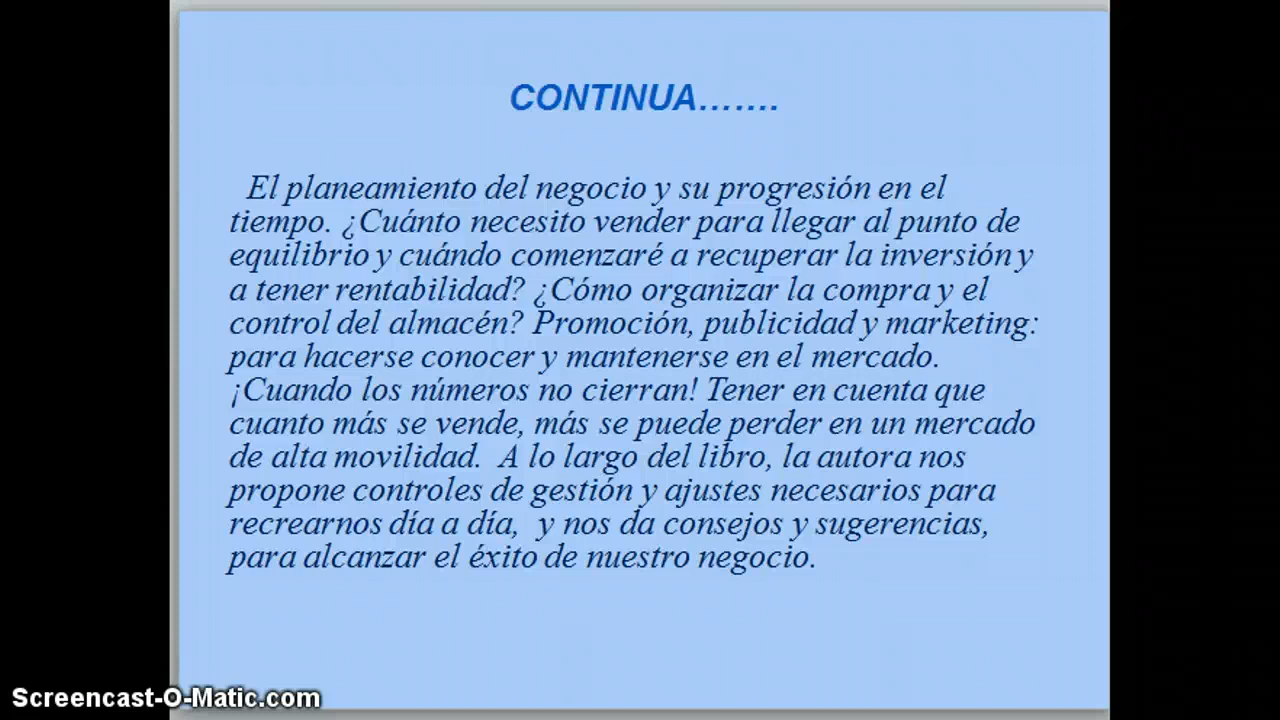 CONTINUA.......
El planeamiento del negocio y su progresión en el
tiempo. ¿Cuánto necesito vender para llegar al punto de
equilibrio y cuándo comenzaré a recuperar la inversión y
a tener rentabilidad? ¿Cómo organizar la compra y el
control del almacén? Promoción, publicidad y marketing:
para hacerse conocer y mantenerse en el mercado.
¡Cuando los números no cierran! Tener en cuenta que
cuanto más se vende, más se puede perder en un mercado
de alta movilidad.  A lo largo del libro, la autora nos
propone controles de gestión y ajustes necesarios para
recrearnos día a día,  y nos da consejos y sugerencias,
para alcanzar el éxito de nuestro negocio.
Screencast-O-Matic.com